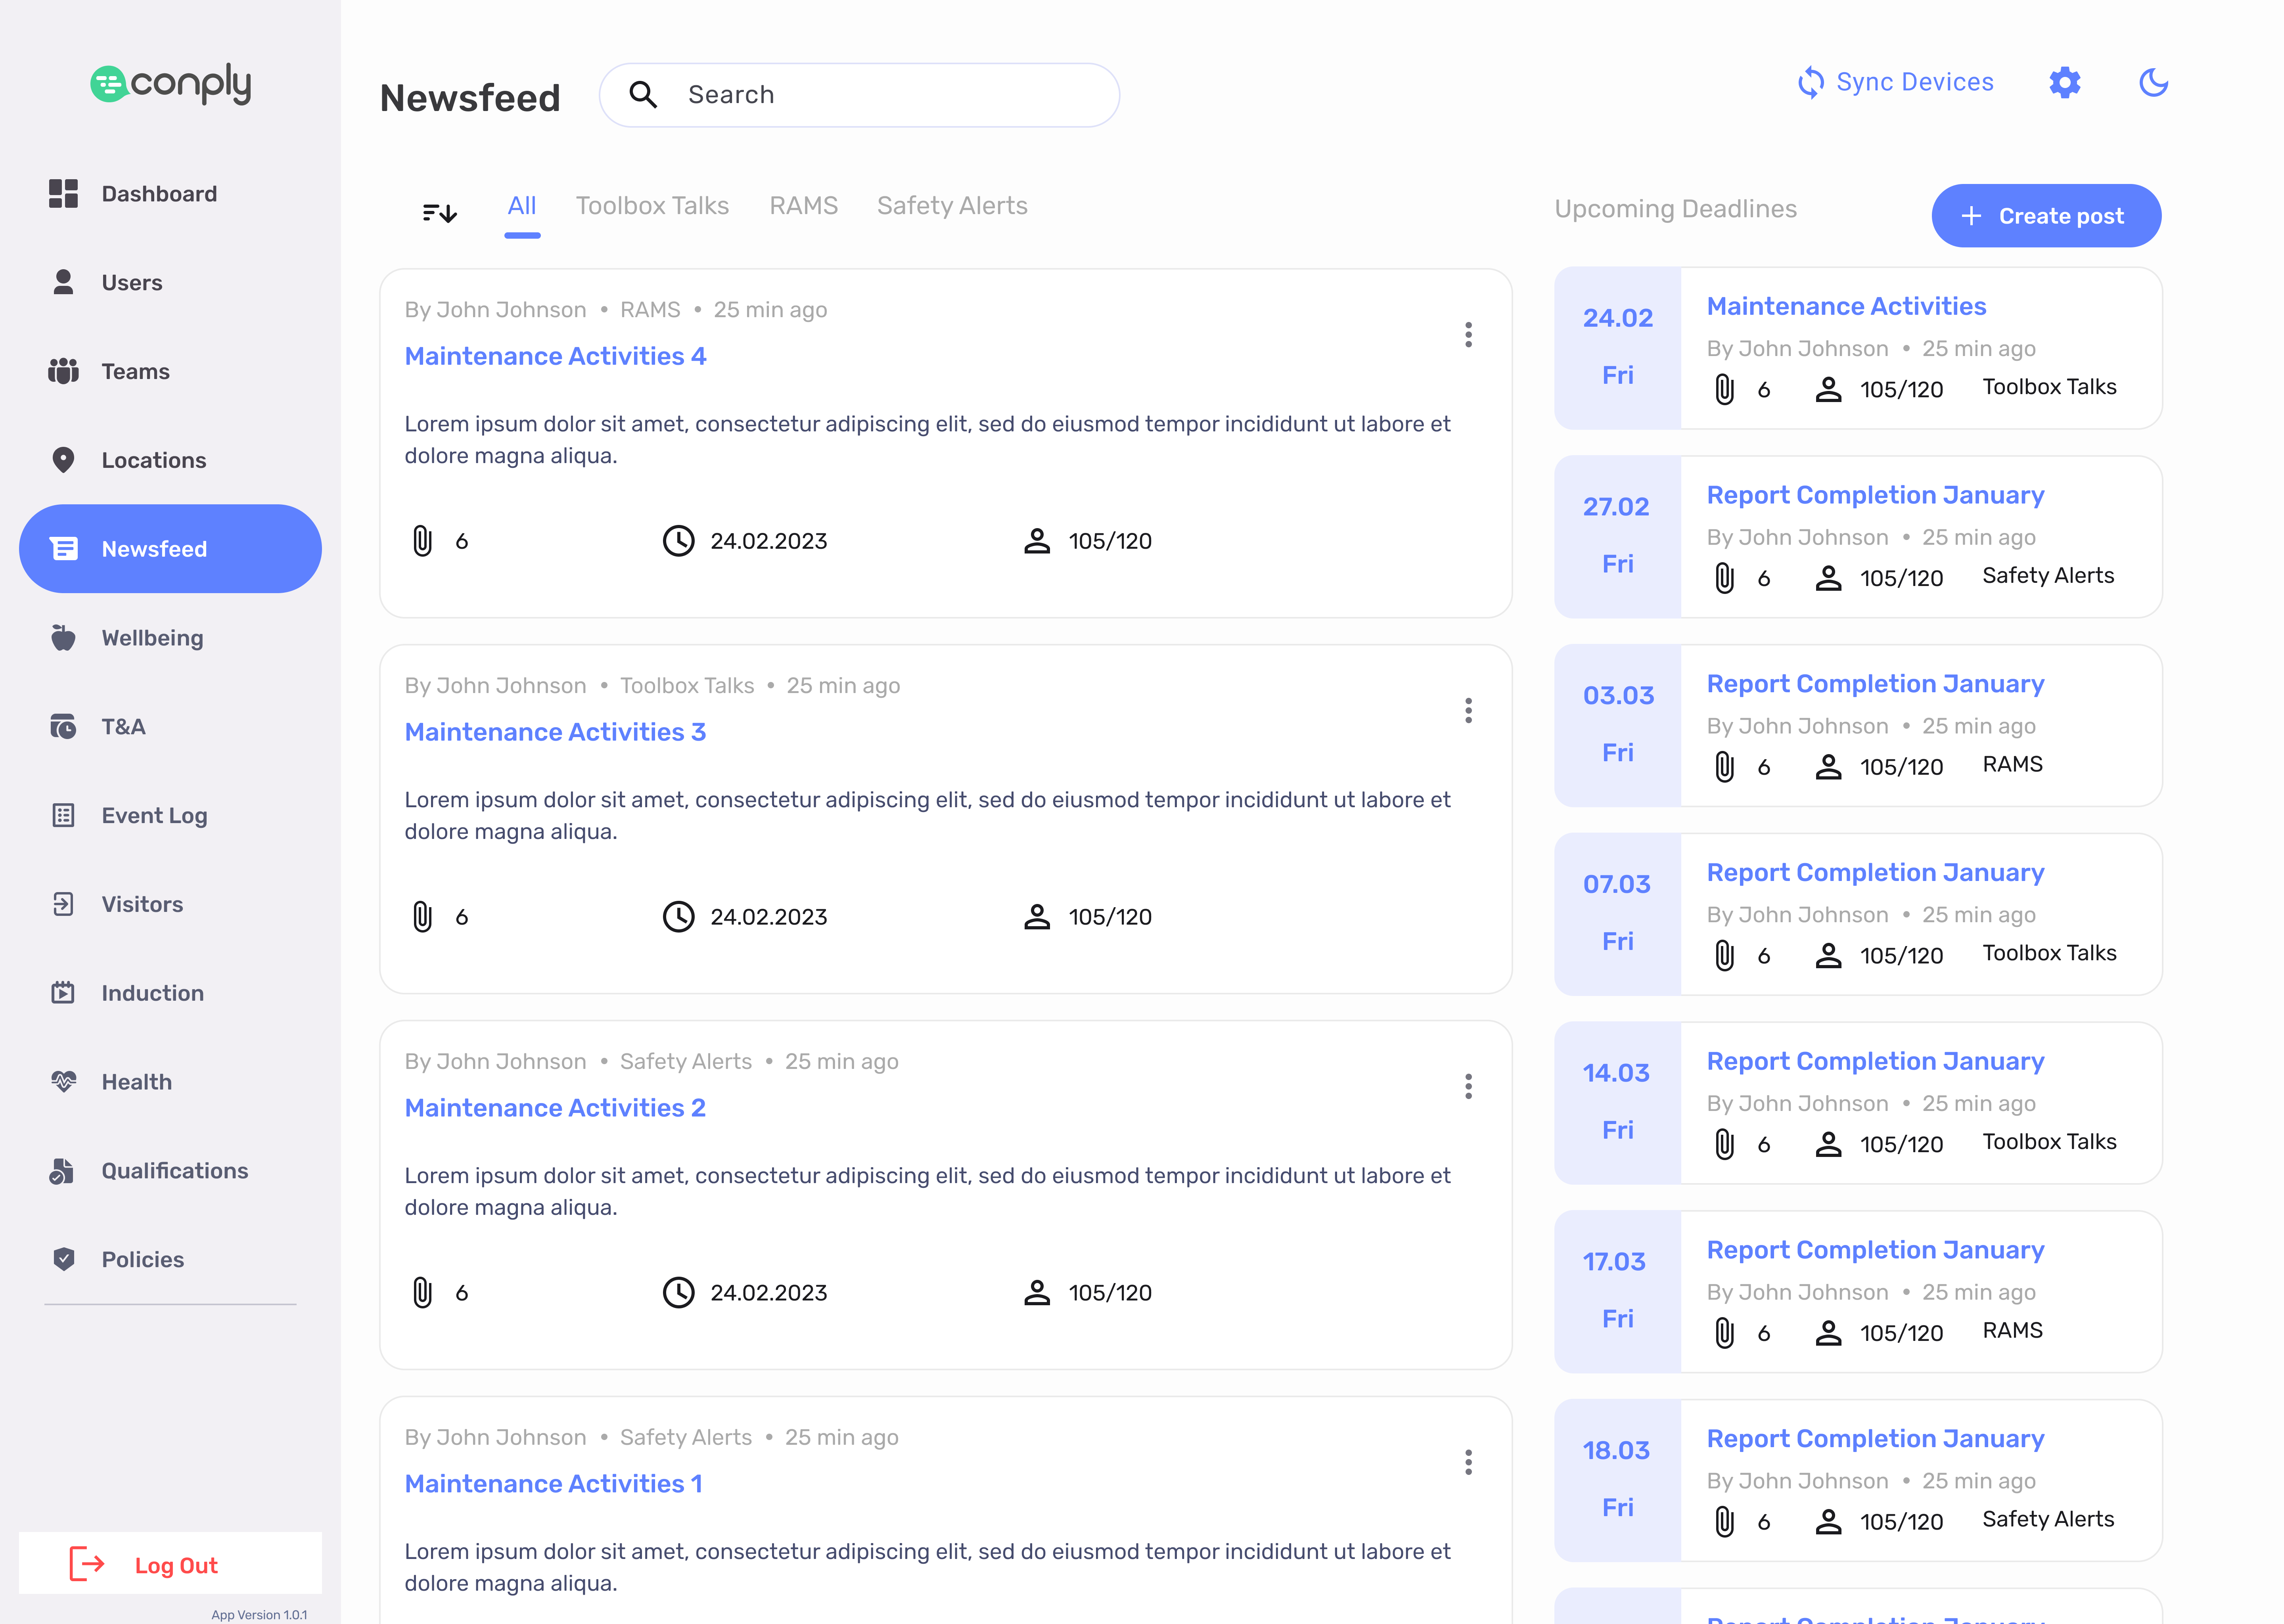 conply
Dashboard
Users
Teams
Locations
Newsfeed
Wellbeing
T&A
Event Log
Visitors
Induction
Health
Qualifications
Policies
Log Out
App Version 1.0.1
Newsfeed
Search
Sync Devices
All
Toolbox Talks
RAMS
Safety Alerts
By John Johnson • RAMS • 25 min ago
Maintenance Activities 4
Lorem ipsum dolor sit amet, consectetur adipiscing elit, sed do eiusmod tempor incididunt ut labore et
dolore magna aliqua.
6 24.02.2023 105/120
By John Johnson • Toolbox Talks • 25 min ago
Maintenance Activities 3
Lorem ipsum dolor sit amet, consectetur adipiscing elit, sed do eiusmod tempor incididunt ut labore et
dolore magna aliqua.
6 24.02.2023 105/120
By John Johnson • Safety Alerts • 25 min ago
Maintenance Activities 2
Lorem ipsum dolor sit amet, consectetur adipiscing elit, sed do eiusmod tempor incididunt ut labore et
dolore magna aliqua.
6 24.02.2023 105/120
By John Johnson • Safety Alerts • 25 min ago
Maintenance Activities 1
Lorem ipsum dolor sit amet, consectetur adipiscing elit, sed do eiusmod tempor incididunt ut labore et
dolore magna aliqua.
Upcoming Deadlines
+ Create post
24.02
Fri
Maintenance Activities
By John Johnson • 25 min ago
6 105/120 Toolbox Talks
27.02
Fri
Report Completion January
By John Johnson • 25 min ago
6 105/120 Safety Alerts
03.03
Fri
Report Completion January
By John Johnson • 25 min ago
6 105/120 RAMS
07.03
Fri
Report Completion January
By John Johnson • 25 min ago
6 105/120 Toolbox Talks
14.03
Fri
Report Completion January
By John Johnson • 25 min ago
6 105/120 Toolbox Talks
17.03
Fri
Report Completion January
By John Johnson • 25 min ago
6 105/120 RAMS
18.03
Fri
Report Completion January
By John Johnson • 25 min ago
6 105/120 Safety Alerts
Report Completion January